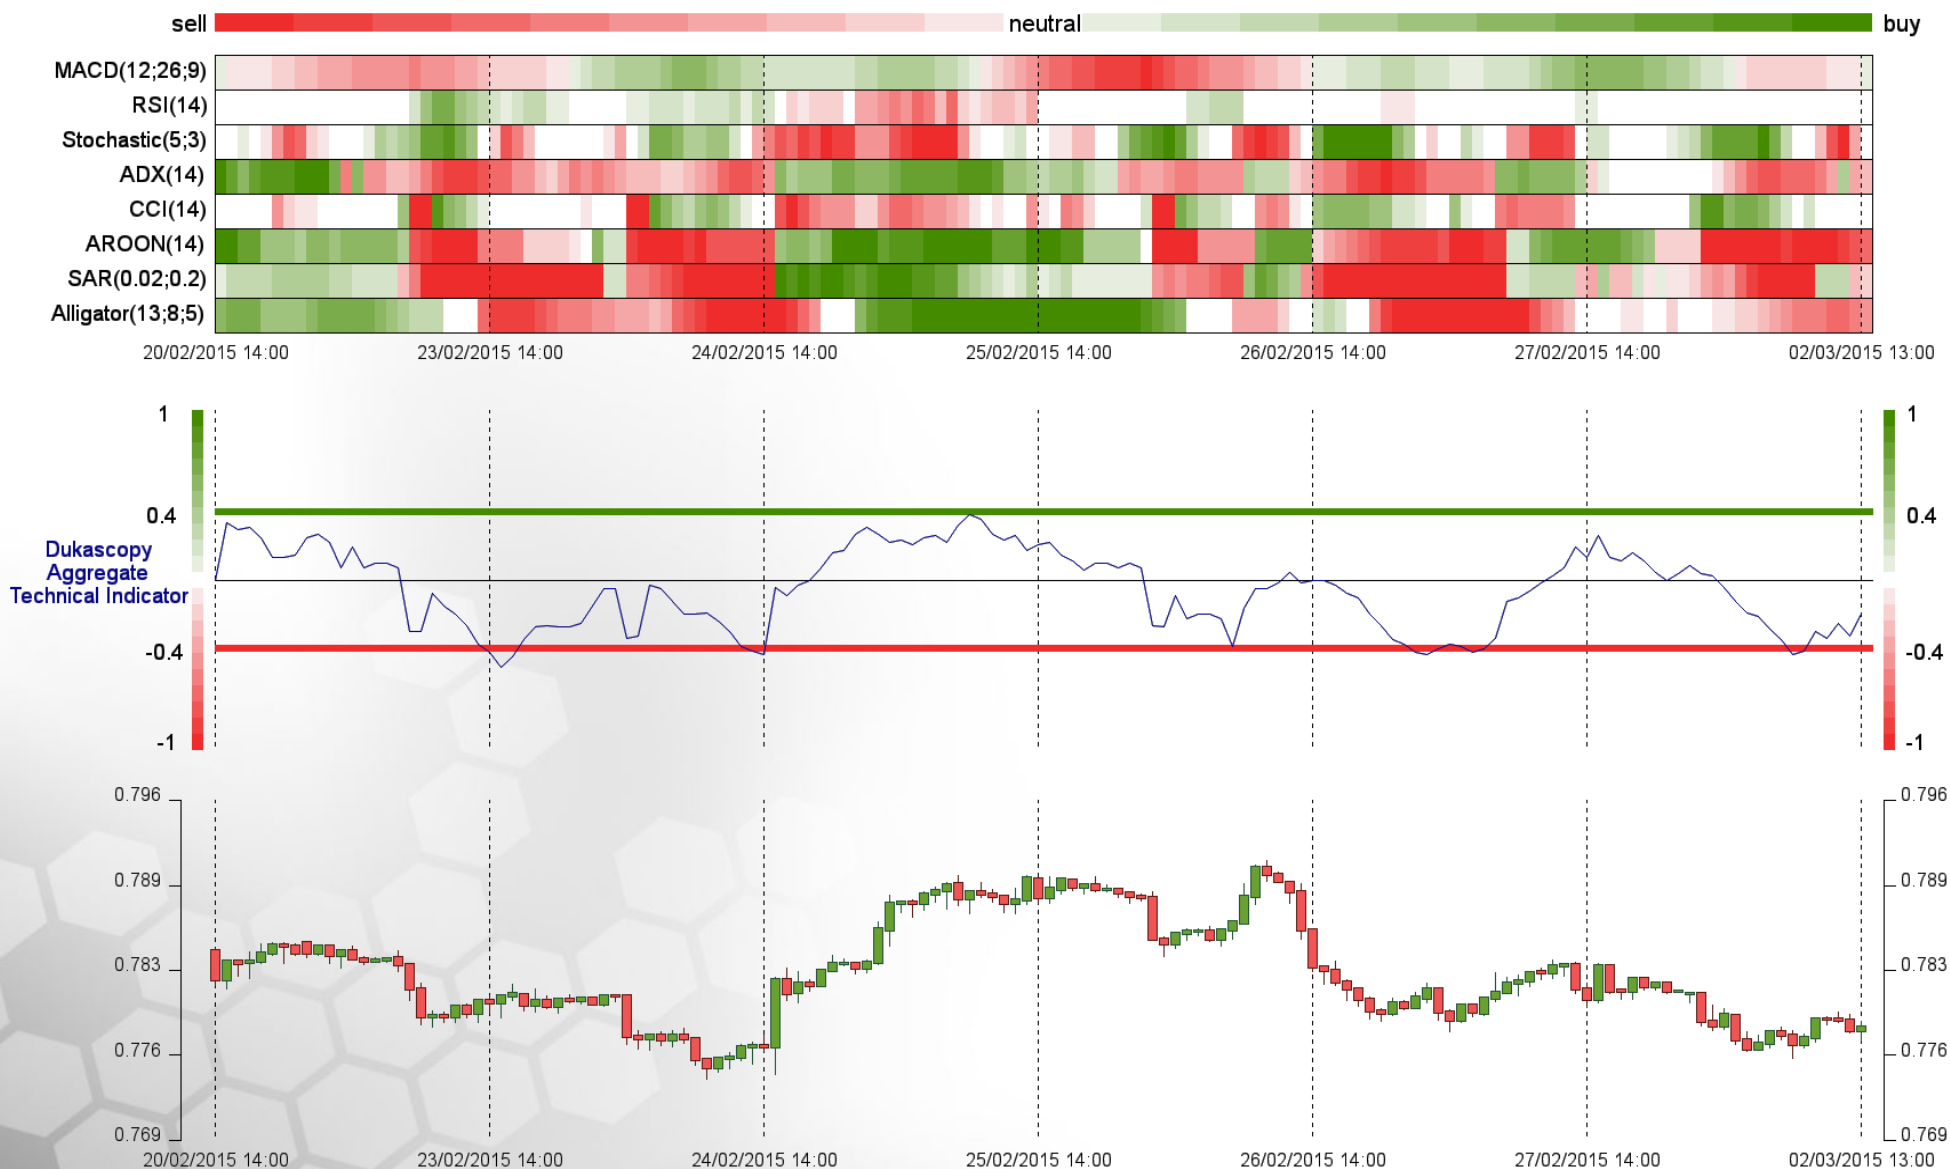 sell neutral buy
MACD(12;26;9)
RSI(14)
Stochastic(5;3)
ADX(14)
CCI(14)
AROON(14)
SAR(0.02;0.2)
Alligator(13;8;5)
20/02/2015 14:00 23/02/2015 14:00 24/02/2015 14:00 25/02/2015 14:00 26/02/2015 14:00 27/02/2015 14:00 02/03/2015 13:00
1 1
0.4 0.4
Dukascopy
Aggregate
Technical Indicator
-0.4 -0.4
-1 -1
0.796 0.796
0.789 0.789
0.783 0.783
0.776 0.776
0.769 0.769
20/02/2015 14:00 23/02/2015 14:00 24/02/2015 14:00 25/02/2015 14:00 26/02/2015 14:00 27/02/2015 14:00 02/03/2015 13:00